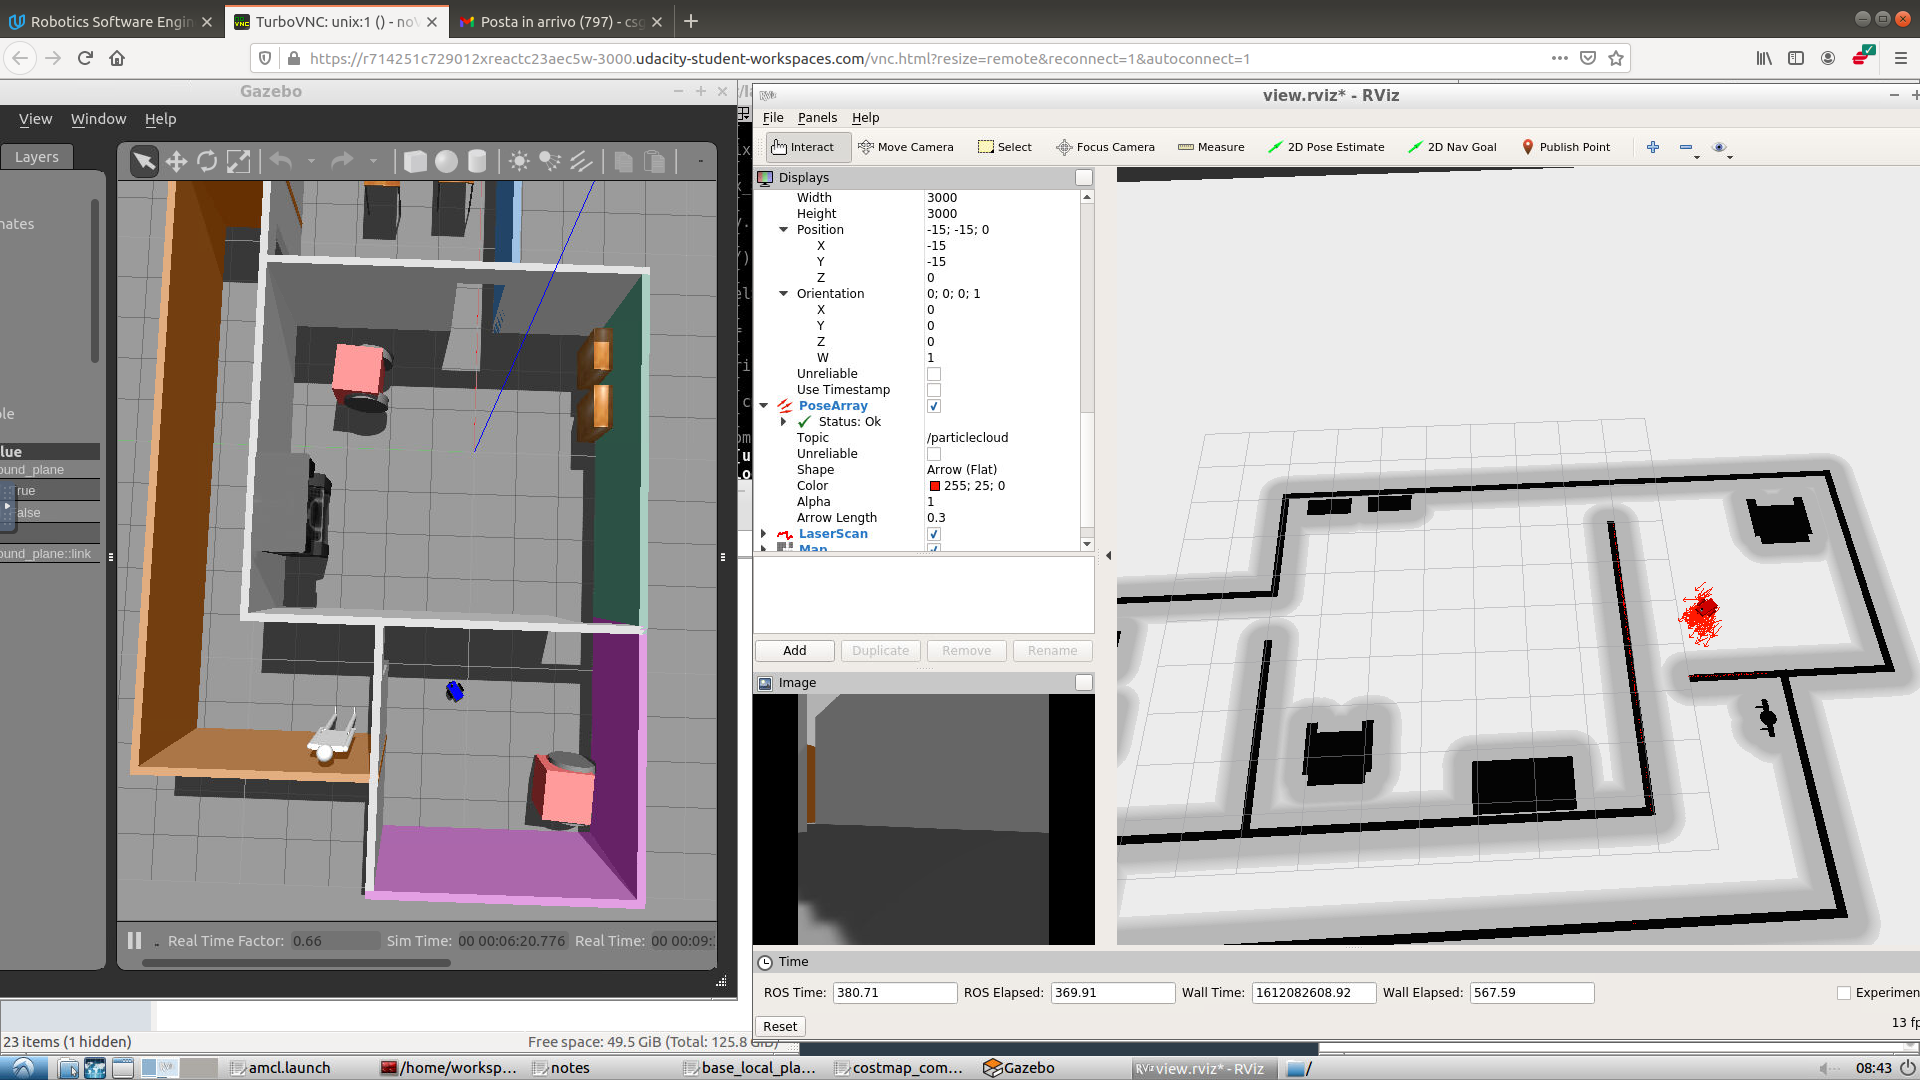 Robotics Software Engin
TurboVNC: unix:1 () - noV
Posta in arrivo (797) - csg
https://r714251c729012xreactc23aec5w-3000.udacity-student-workspaces.com/vnc.html?resize=remote&reconnect=1&autoconnect=1
Gazebo
View Window Help
Layers
nates
ble
lue
ound_plane
rue
alse
ound_plane::link
Real Time Factor: 0.66 Sim Time: 00 00:06:20.776 Real Time: 00 00:09:
23 items (1 hidden)
Free space: 49.5 GiB (Total: 125.8 GiB)
view.rviz* - RViz
File Panels Help
Interact Move Camera Select Focus Camera Measure 2D Pose Estimate 2D Nav Goal Publish Point
Displays
Width 3000
Height 3000
Position -15; -15; 0
X -15
Y -15
Z 0
Orientation 0; 0; 0; 1
X 0
Y 0
Z 0
W 1
Unreliable
Use Timestamp
PoseArray
Status: Ok
Topic /particlecloud
Unreliable
Shape Arrow (Flat)
Color 255; 25; 0
Alpha 1
Arrow Length 0.3
LaserScan
Map
Add Duplicate Remove Rename
Image
Time
ROS Time: 380.71 ROS Elapsed: 369.91 Wall Time: 1612082608.92 Wall Elapsed: 567.59 Experimen
Reset
13 fp
amcl.launch /home/worksp... notes base_local_pla... costmap_com... Gazebo view.rviz* - RViz / 08:43